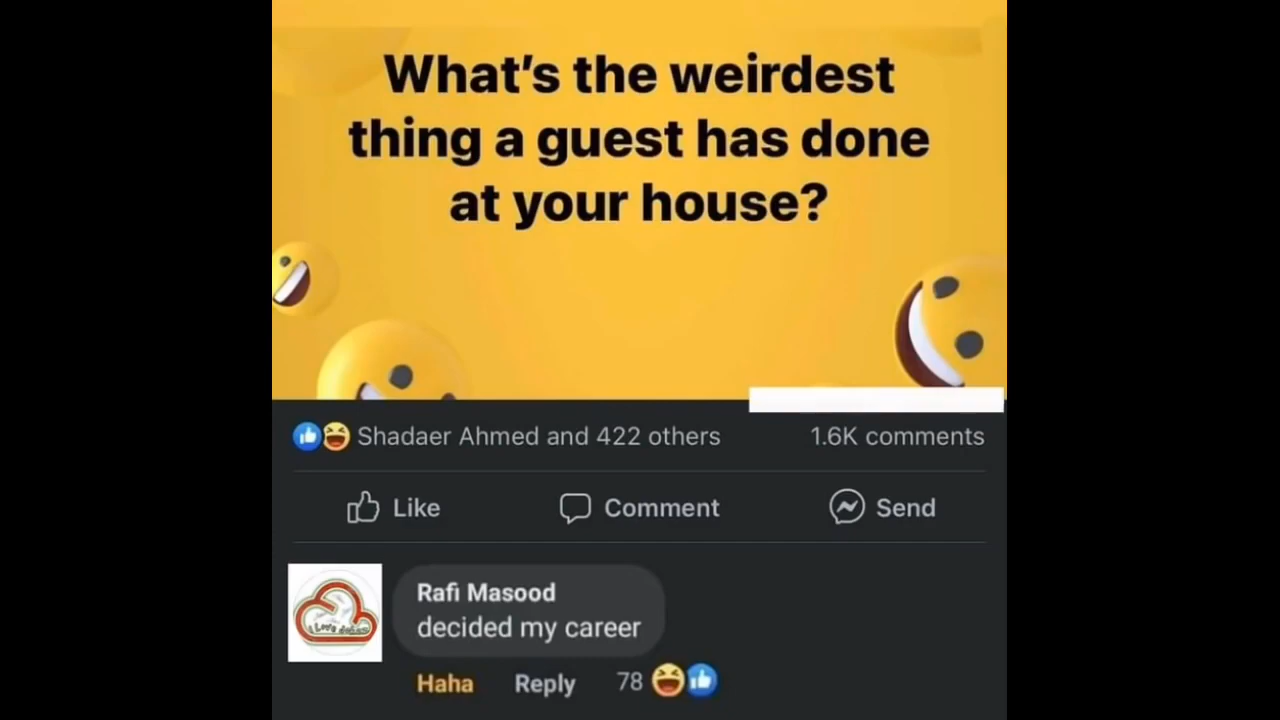 What's the weirdest
thing a guest has done
at your house?
Shadaer Ahmed and 422 others 1.6K comments
Like Comment Send
Rafi Masood
decided my career
Haha Reply 78